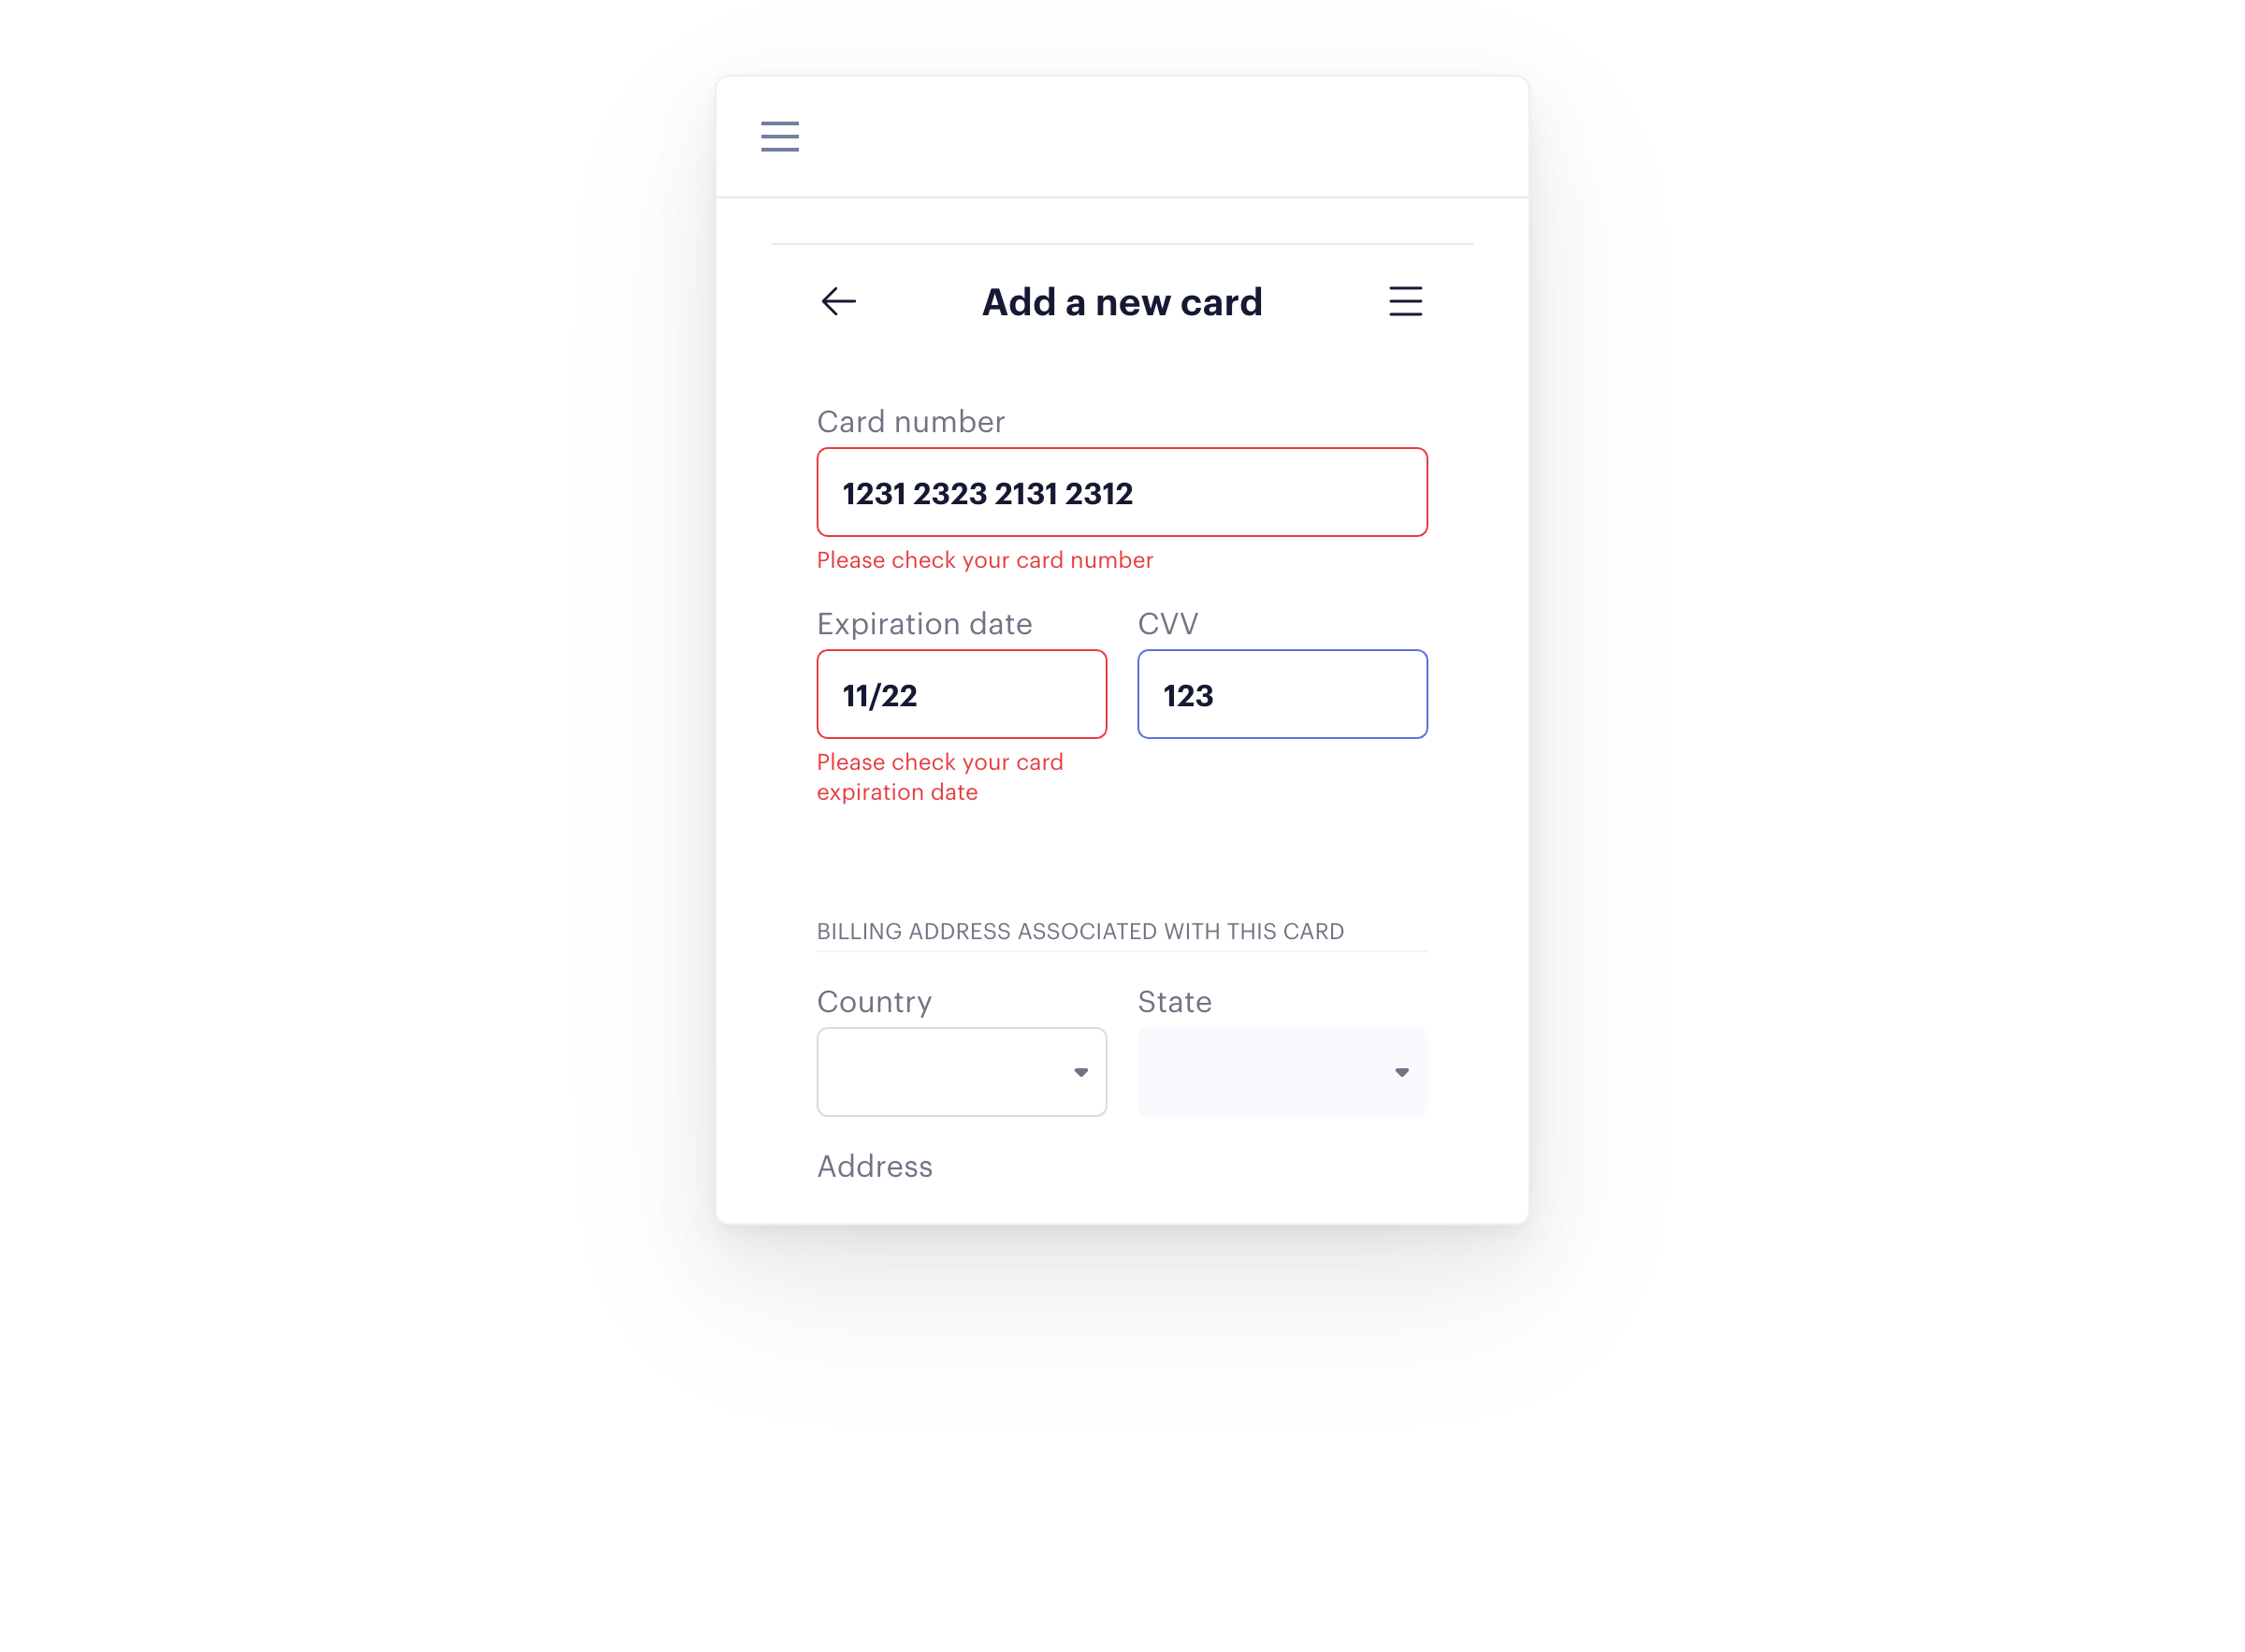 Add a new card
Card number
1231 2323 2131 2312
Please check your card number
Expiration date
CVV
11/22
123
Please check your card
expiration date
BILLING ADDRESS ASSOCIATED WITH THIS CARD
Country
State
Address